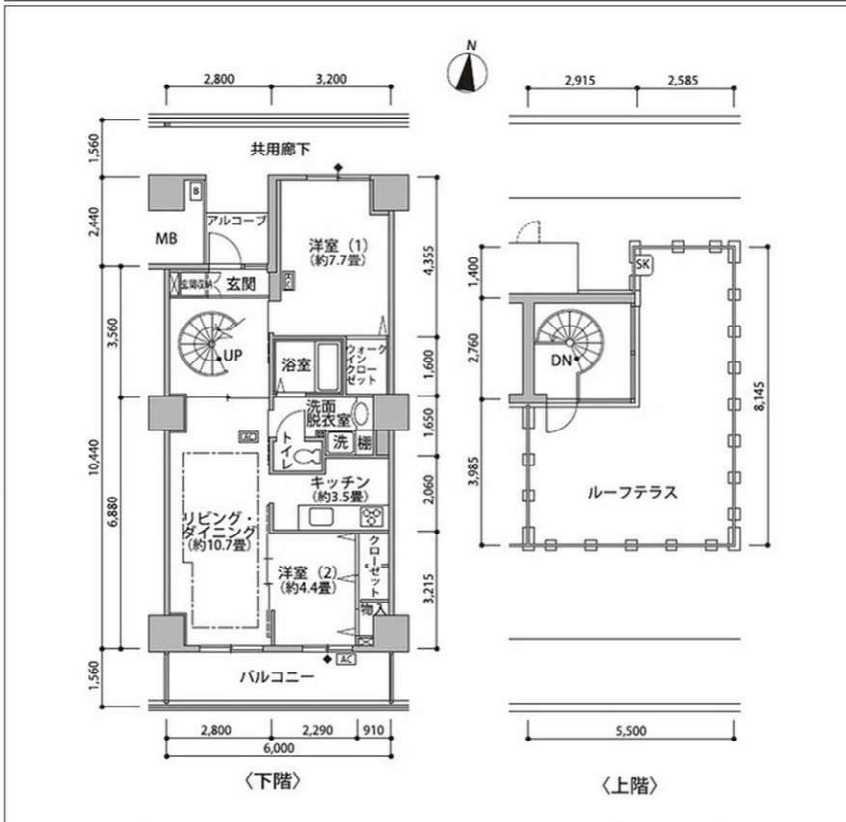 N
2,800
3,200
2,915
2,585
1,560
共用廊下
2,440
B
アルコーブ
MB
洋室（1）
（約7.7畳）
4,355
玄関収納
玄関
1,400
SK
3,560
UP
浴室
ウォーク
イン
クロー
ゼット
1,600
2,760
DN
洗面
脱衣室
トイレ
洗
棚
1,650
8,145
10,440
AC
キッチン
（約3.5畳）
2,060
3,985
ルーフテラス
6,880
リビング・
ダイニング
（約10.7畳）
洋室（2）
（約4.4畳）
クローゼット
物入
3,215
AC
1,560
バルコニー
2,800
2,290
910
6,000
5,500
〈下階〉
〈上階〉